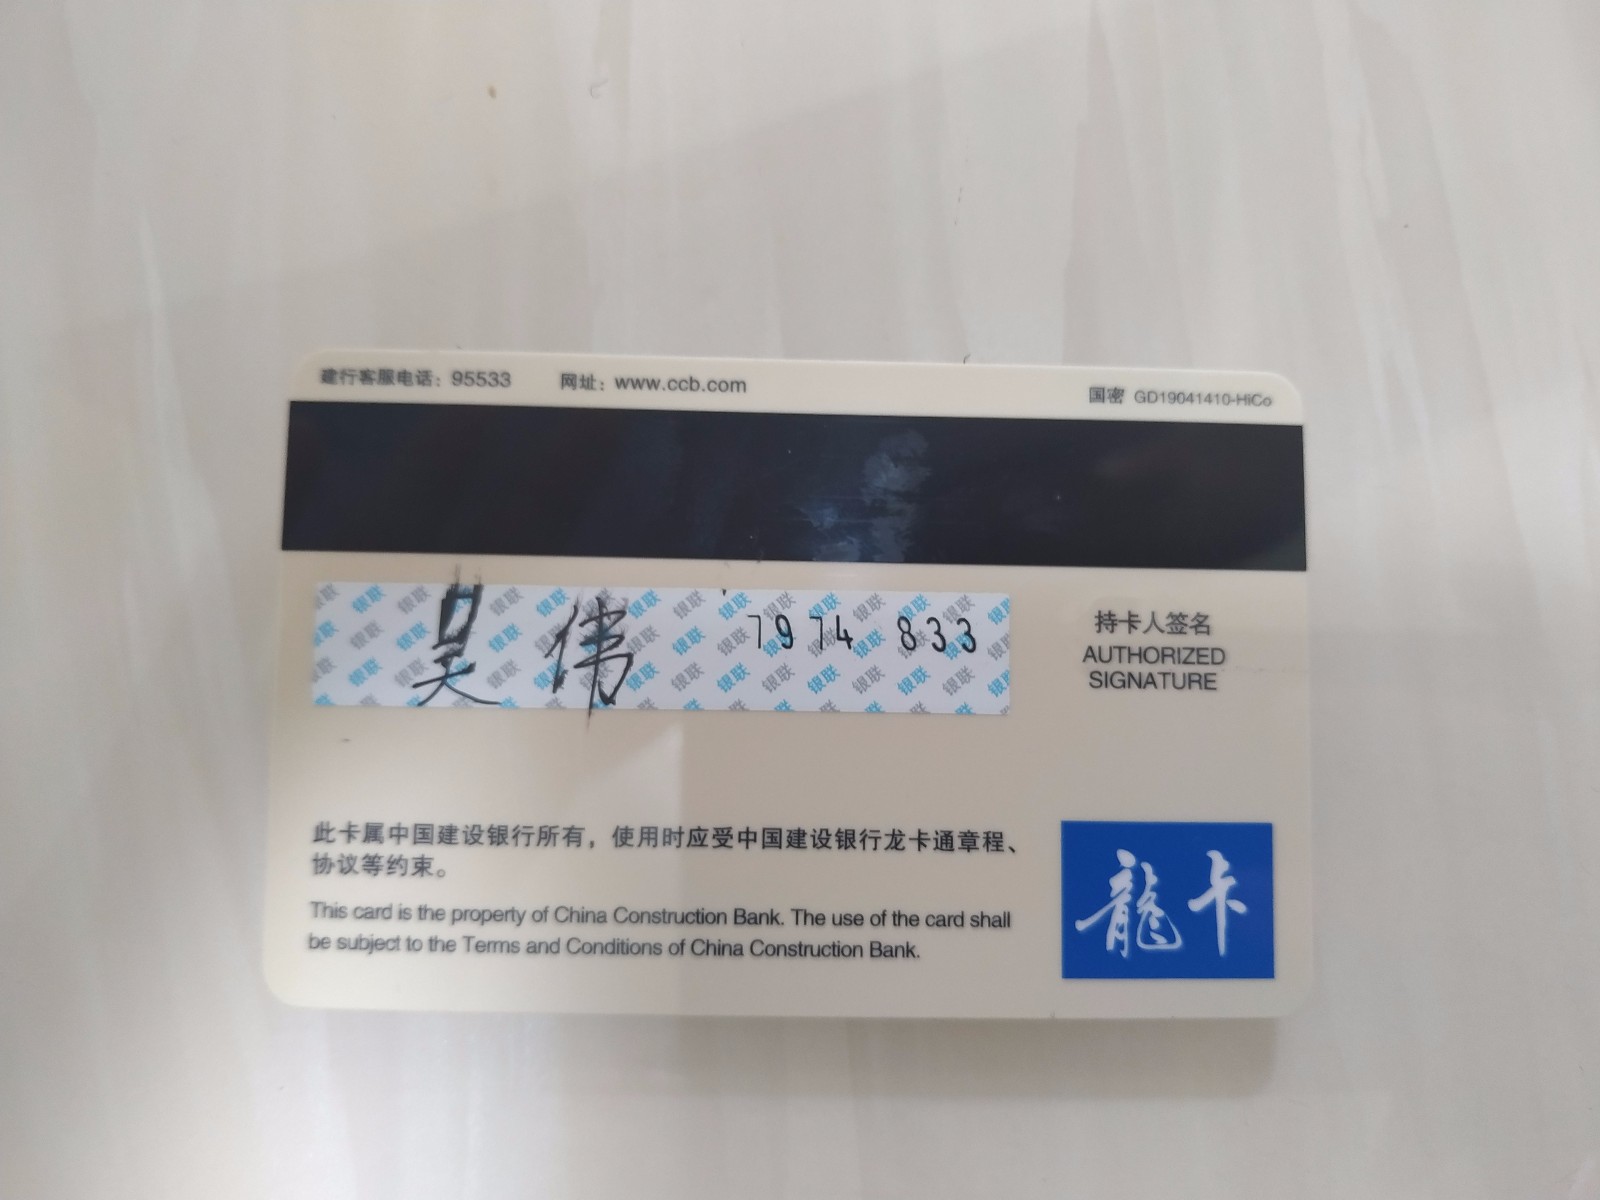 建行客服电话：95533 网址：www.ccb.com 国密 GD19041410-HiCo
吴伟 7974 833
持卡人签名
AUTHORIZED
SIGNATURE
此卡属中国建设银行所有，使用时应受中国建设银行龙卡通章程、
协议等约束。
This card is the property of China Construction Bank. The use of the card shall
be subject to the Terms and Conditions of China Construction Bank.
龍卡